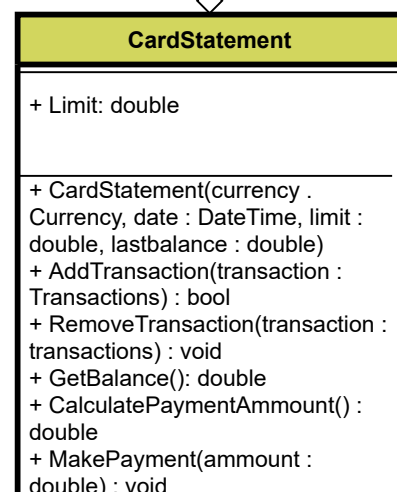 CardStatement
+ Limit: double
+ CardStatement(currency .
Currency, date : DateTime, limit :
double, lastbalance : double)
+ AddTransaction(transaction :
Transactions) : bool
+ RemoveTransaction(transaction :
transactions) : void
+ GetBalance(): double
+ CalculatePaymentAmmount() :
double
+ MakePayment(ammount :
double) : void